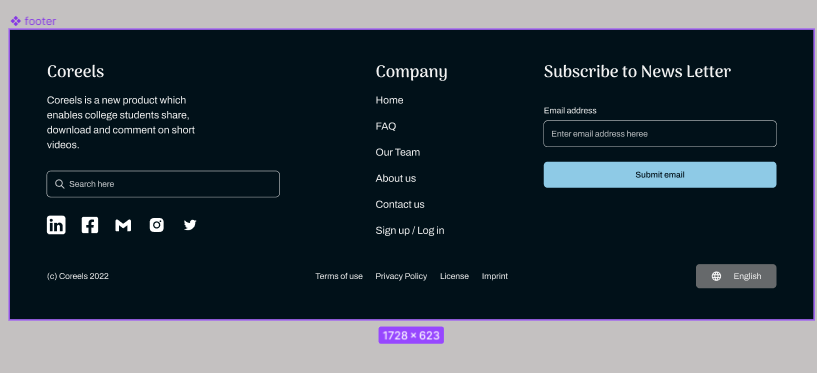 footer
Coreels
Coreels is a new product which
enables college students share,
download and comment on short
videos.
Search here
Company
Home
FAQ
Our Team
About us
Contact us
Sign up / Log in
Subscribe to News Letter
Email address
Enter email address heree
Submit email
(c) Coreels 2022
Terms of use Privacy Policy License Imprint
English
1728 × 623